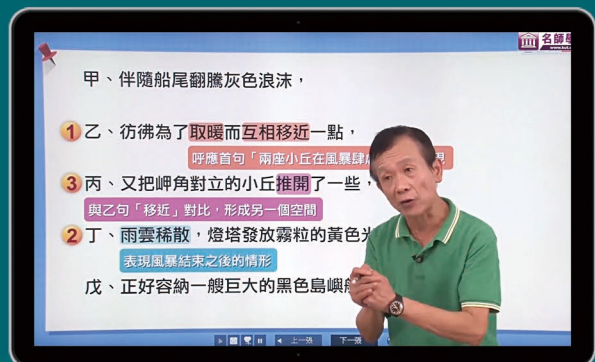 名師
甲、伴隨船尾翻騰灰色浪沫，
1 乙、彷彿為了取暖而互相移近一點，
呼應首句「兩座小丘在風暴肆
3 丙、又把岬角對立的小丘推開了一些，
與乙句「移近」對比，形成另一個空間
2 丁、雨雲稀散，燈塔發放霧粒的黃色光
表現風暴結束之後的情形
戊、正好容納一艘巨大的黑色島嶼
上一張
下一張